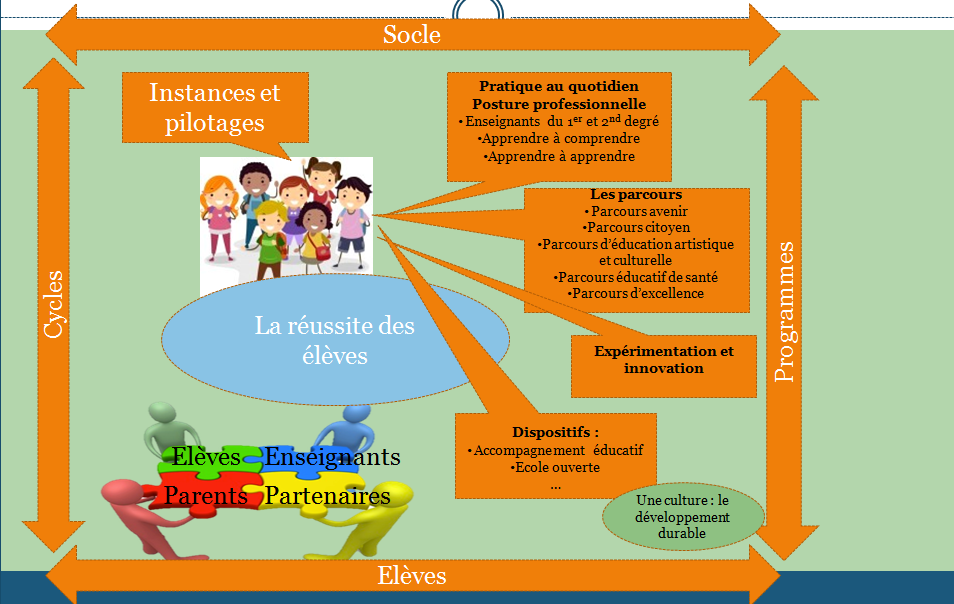 Socle
Instances et
pilotages
Pratique au quotidien
Posture professionnelle
•Enseignants du 1er et 2nd degré
•Apprendre à comprendre
•Apprendre à apprendre
Les parcours
• Parcours avenir
•Parcours citoyen
•Parcours d'éducation artistique
et culturelle
•Parcours éducatif de santé
•Parcours d'excellence
Cycles
Programmes
La réussite des
élèves
Expérimentation et
innovation
Dispositifs :
•Accompagnement éducatif
•Ecole ouverte
...
Elèves Enseignants
Parents Partenaires
Une culture : le
développement
durable
Elèves